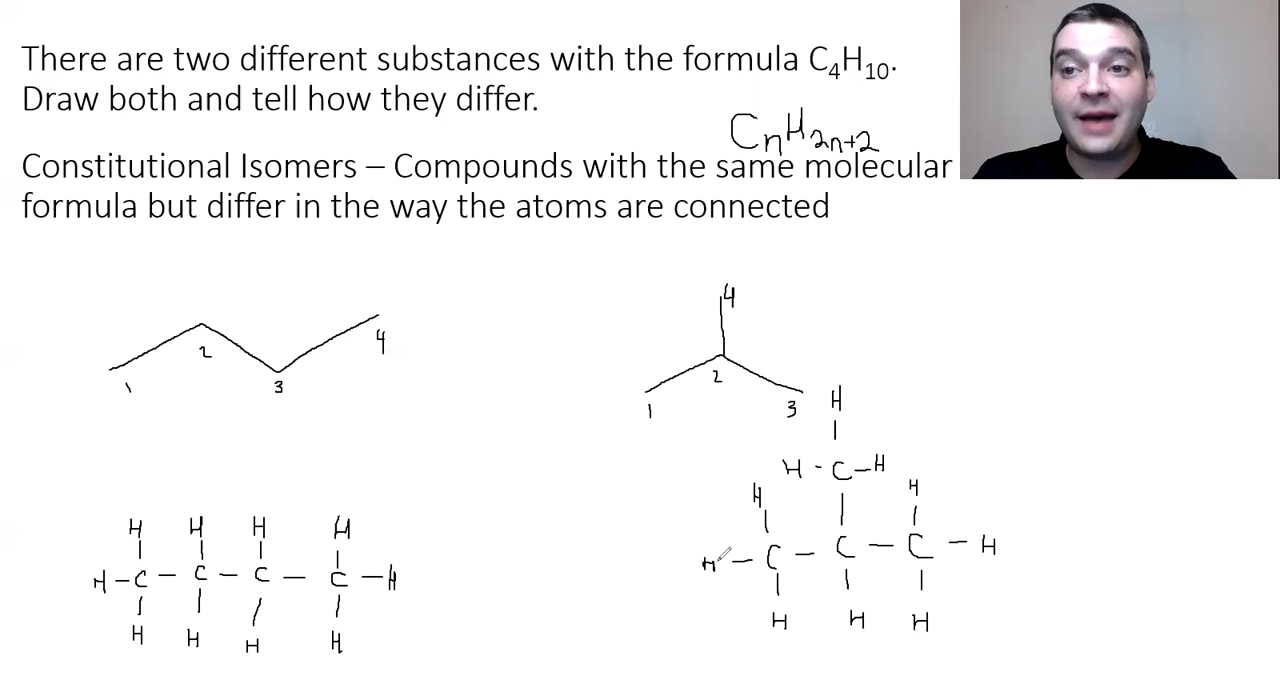 There are two different substances with the formula C₄H₁₀.
Draw both and tell how they differ.
CnH2n+2
Constitutional Isomers – Compounds with the same molecular
formula but differ in the way the atoms are connected
4
2 4
1 3
2
1 3
H
H - C - H
H H
H H H H
H - C - C - C - H
H - C - C - C - C - H
H H H
H H H H